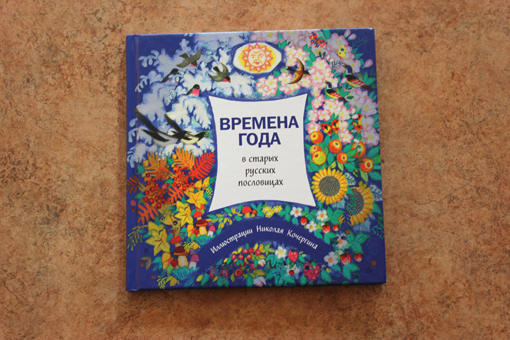 ВРЕМЕНА
ГОДА
в старых
русских
пословицах
Иллюстрации Николая Кочергина